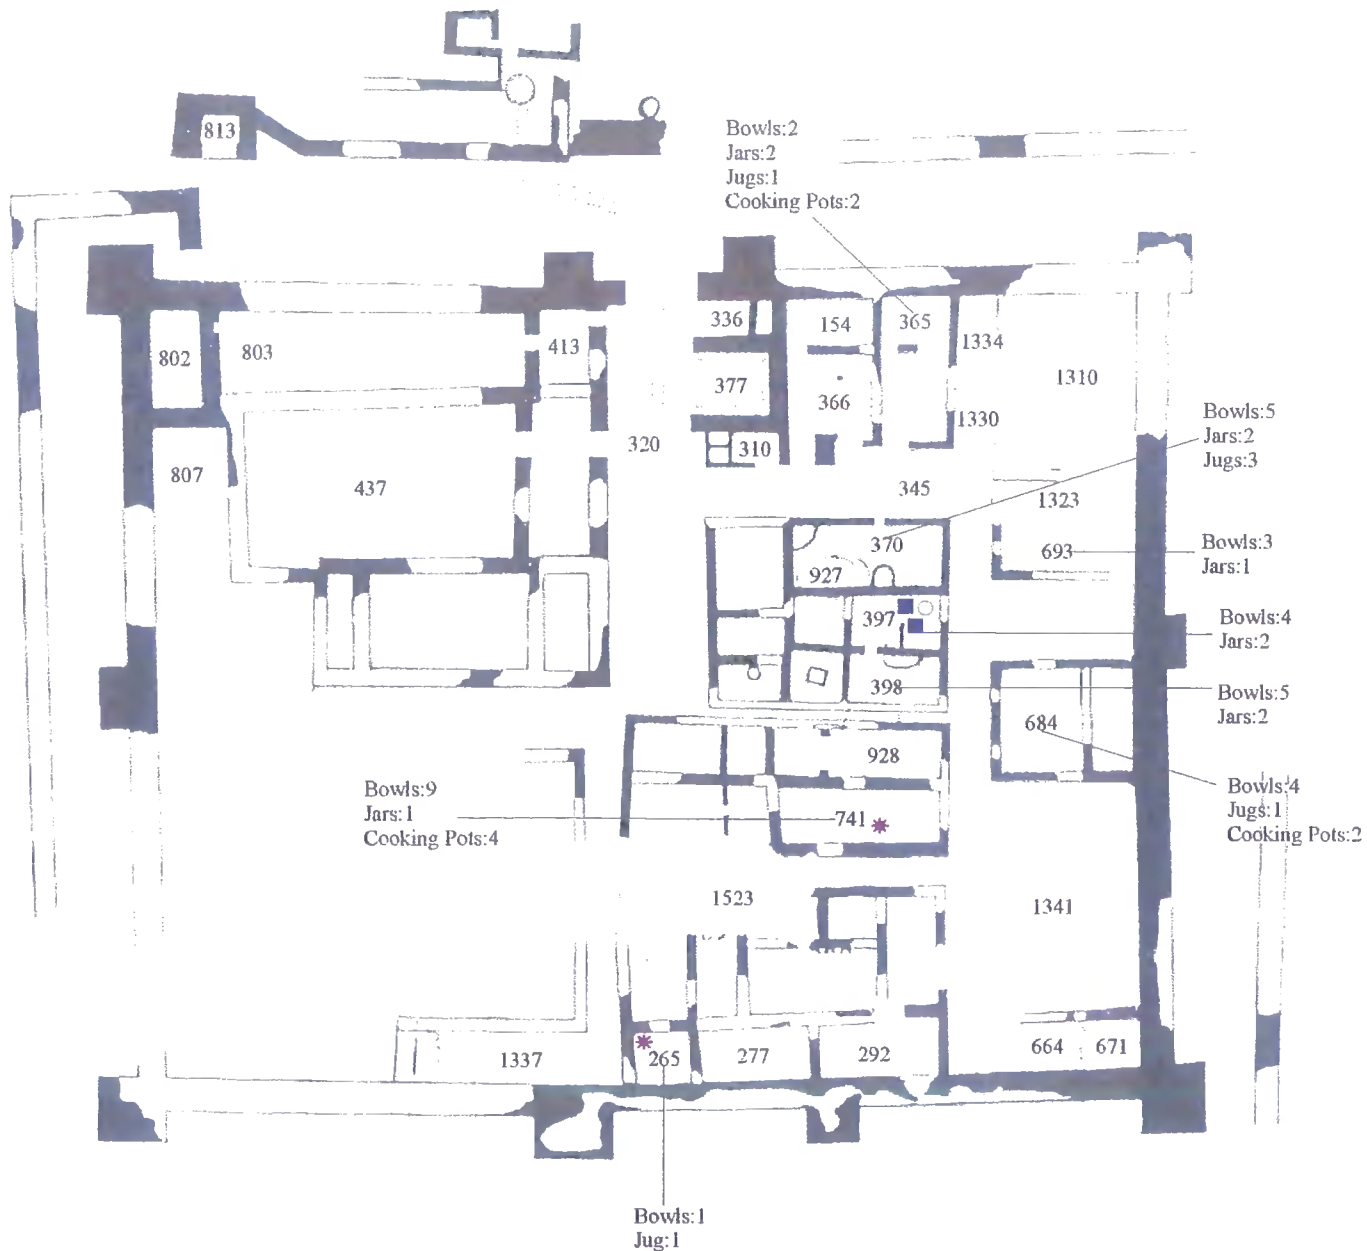 813
Bowls:2
Jars:2
Jugs:1
Cooking Pots:2
336
154
365
1334
802
803
413
377
366
1310
1330
Bowls:5
Jars:2
Jugs:3
320
310
807
437
345
1323
370
693
Bowls:3
Jars:1
927
397
Bowls:4
Jars:2
398
Bowls:5
Jars:2
684
928
Bowls:9
Jars:1
Cooking Pots:4
741
Bowls:4
Jugs:1
Cooking Pots:2
1523
1341
1337
265
277
292
664
671
Bowls:1
Jug:1